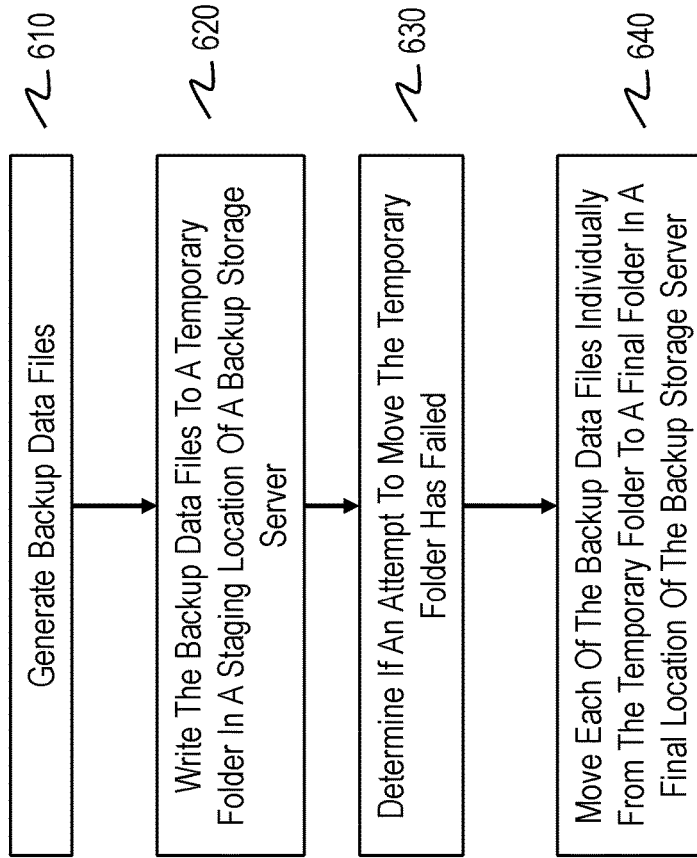 Generate Backup Data Files
610
Write The Backup Data Files To A Temporary
Folder In A Staging Location Of A Backup Storage
Server
620
Determine If An Attempt To Move The Temporary
Folder Has Failed
630
Move Each Of The Backup Data Files Individually
From The Temporary Folder To A Final Folder In A
Final Location Of The Backup Storage Server
640